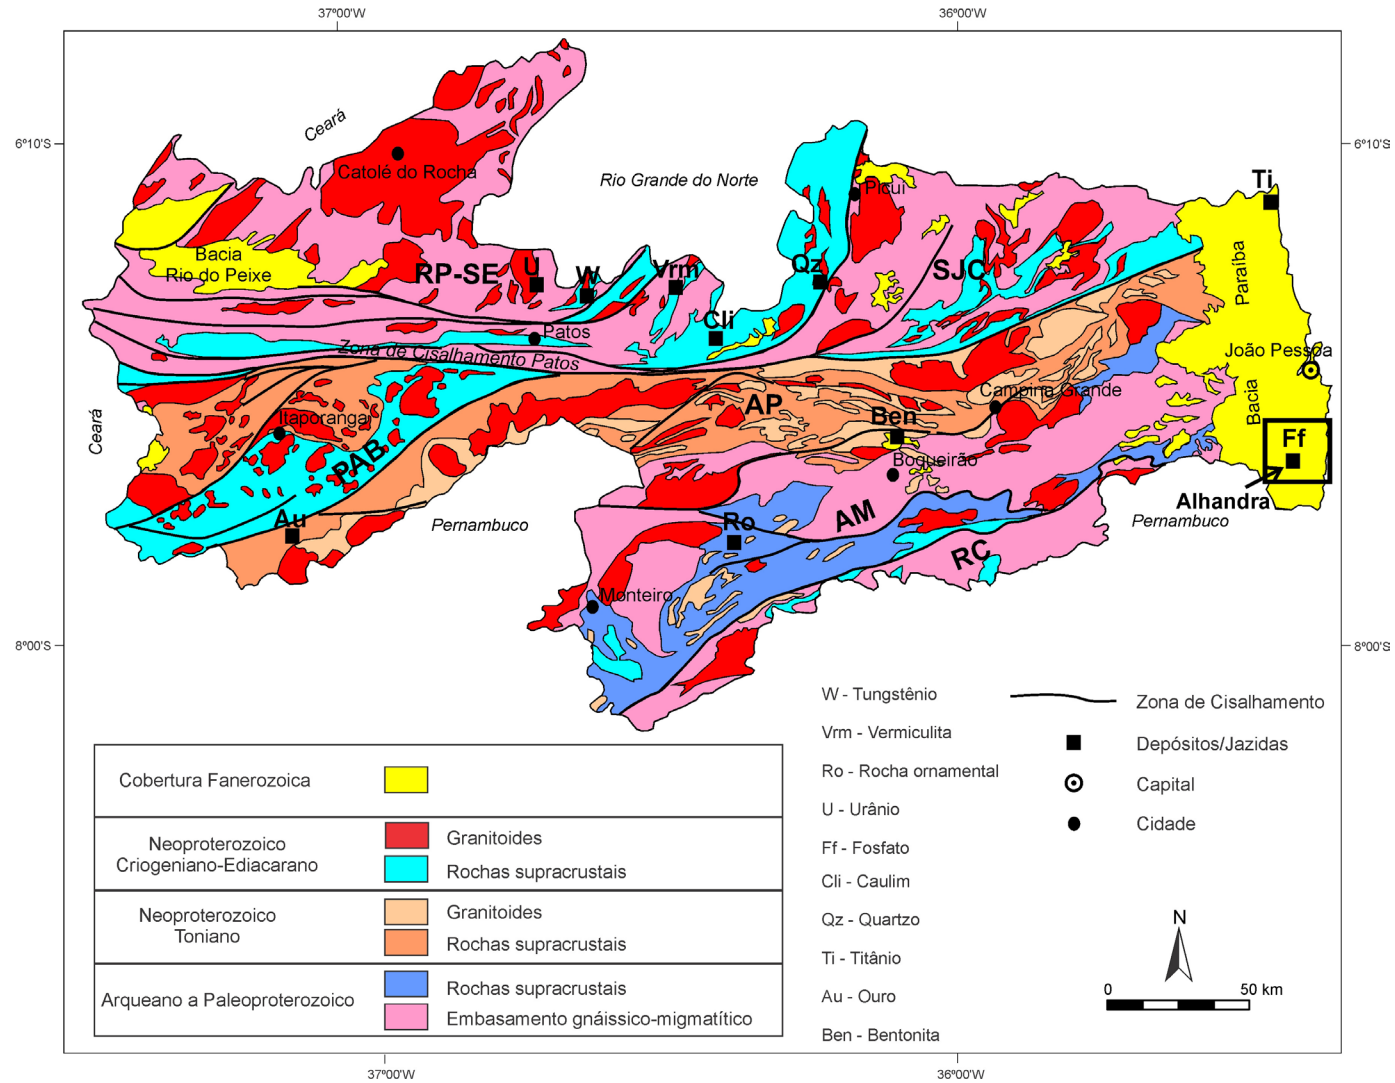 37º00'W
36º00'W
6º10'S
6º10'S
Ceará
Catolé do Rocha
Rio Grande do Norte
Picui
Ti
Bacia
Rio do Peixe
RP-SE
U
W
Vrm
Qz
SJC
Paraíba
Cli
Patos
Zona de Cisalhamento Patos
João Pessoa
Campina Grande
AP
Ben
Bacia
Ceará
Itaporanga
PAB
Boqueirão
Ff
Alhandra
Au
Pernambuco
Ro
AM
RC
Pernambuco
Monteiro
8º00'S
8º00'S
W - Tungstênio
Vrm - Vermiculita
Ro - Rocha ornamental
U - Urânio
Ff - Fosfato
Cli - Caulim
Qz - Quartzo
Ti - Titânio
Au - Ouro
Ben - Bentonita
Zona de Cisalhamento
Depósitos/Jazidas
Capital
Cidade
Cobertura Fanerozoica
Neoproterozoico
Criogeniano-Ediacarano
Granitoides
Rochas supracrustais
Neoproterozoico
Toniano
Granitoides
Rochas supracrustais
Arqueano a Paleoproterozoico
Rochas supracrustais
Embasamento gnáissico-migmatítico
N
0
50 km
37º00'W
36º00'W